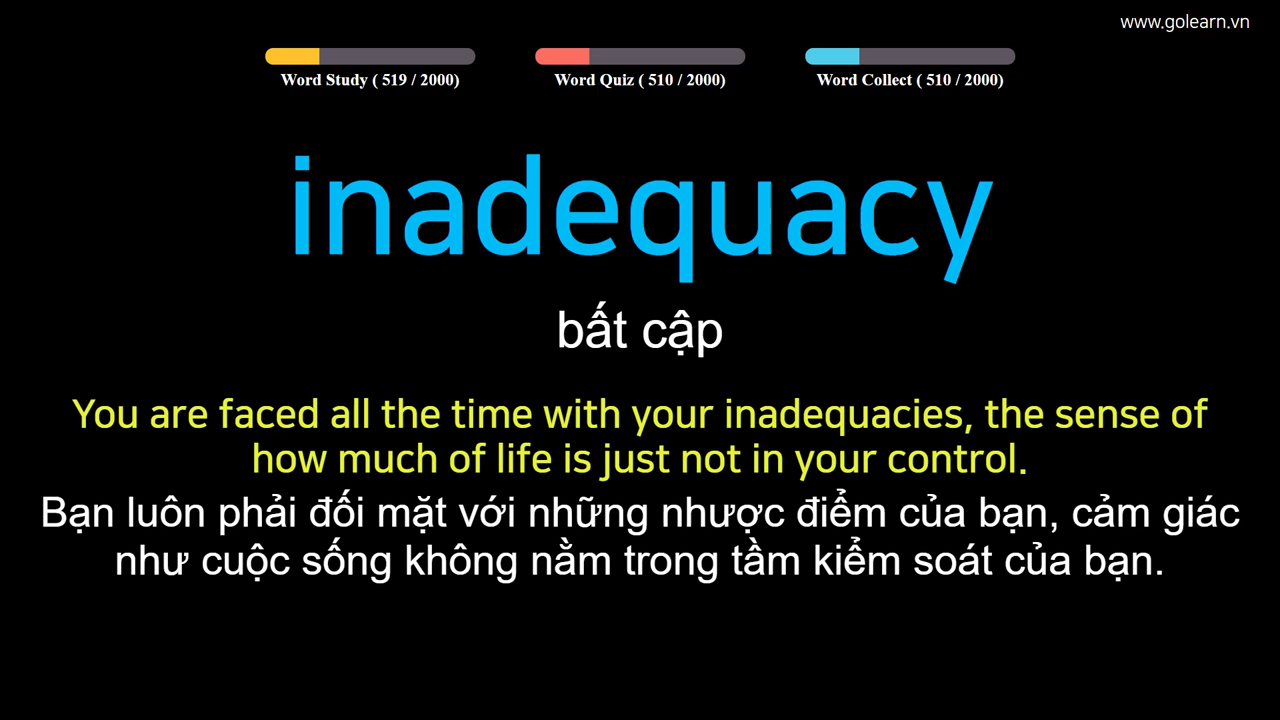 www.golearn.vn
Word Study ( 519 / 2000)
Word Quiz ( 510 / 2000)
Word Collect ( 510 / 2000)
inadequacy
bất cập
You are faced all the time with your inadequacies, the sense of
how much of life is just not in your control.
Bạn luôn phải đối mặt với những nhược điểm của bạn, cảm giác
như cuộc sống không nằm trong tầm kiểm soát của bạn.